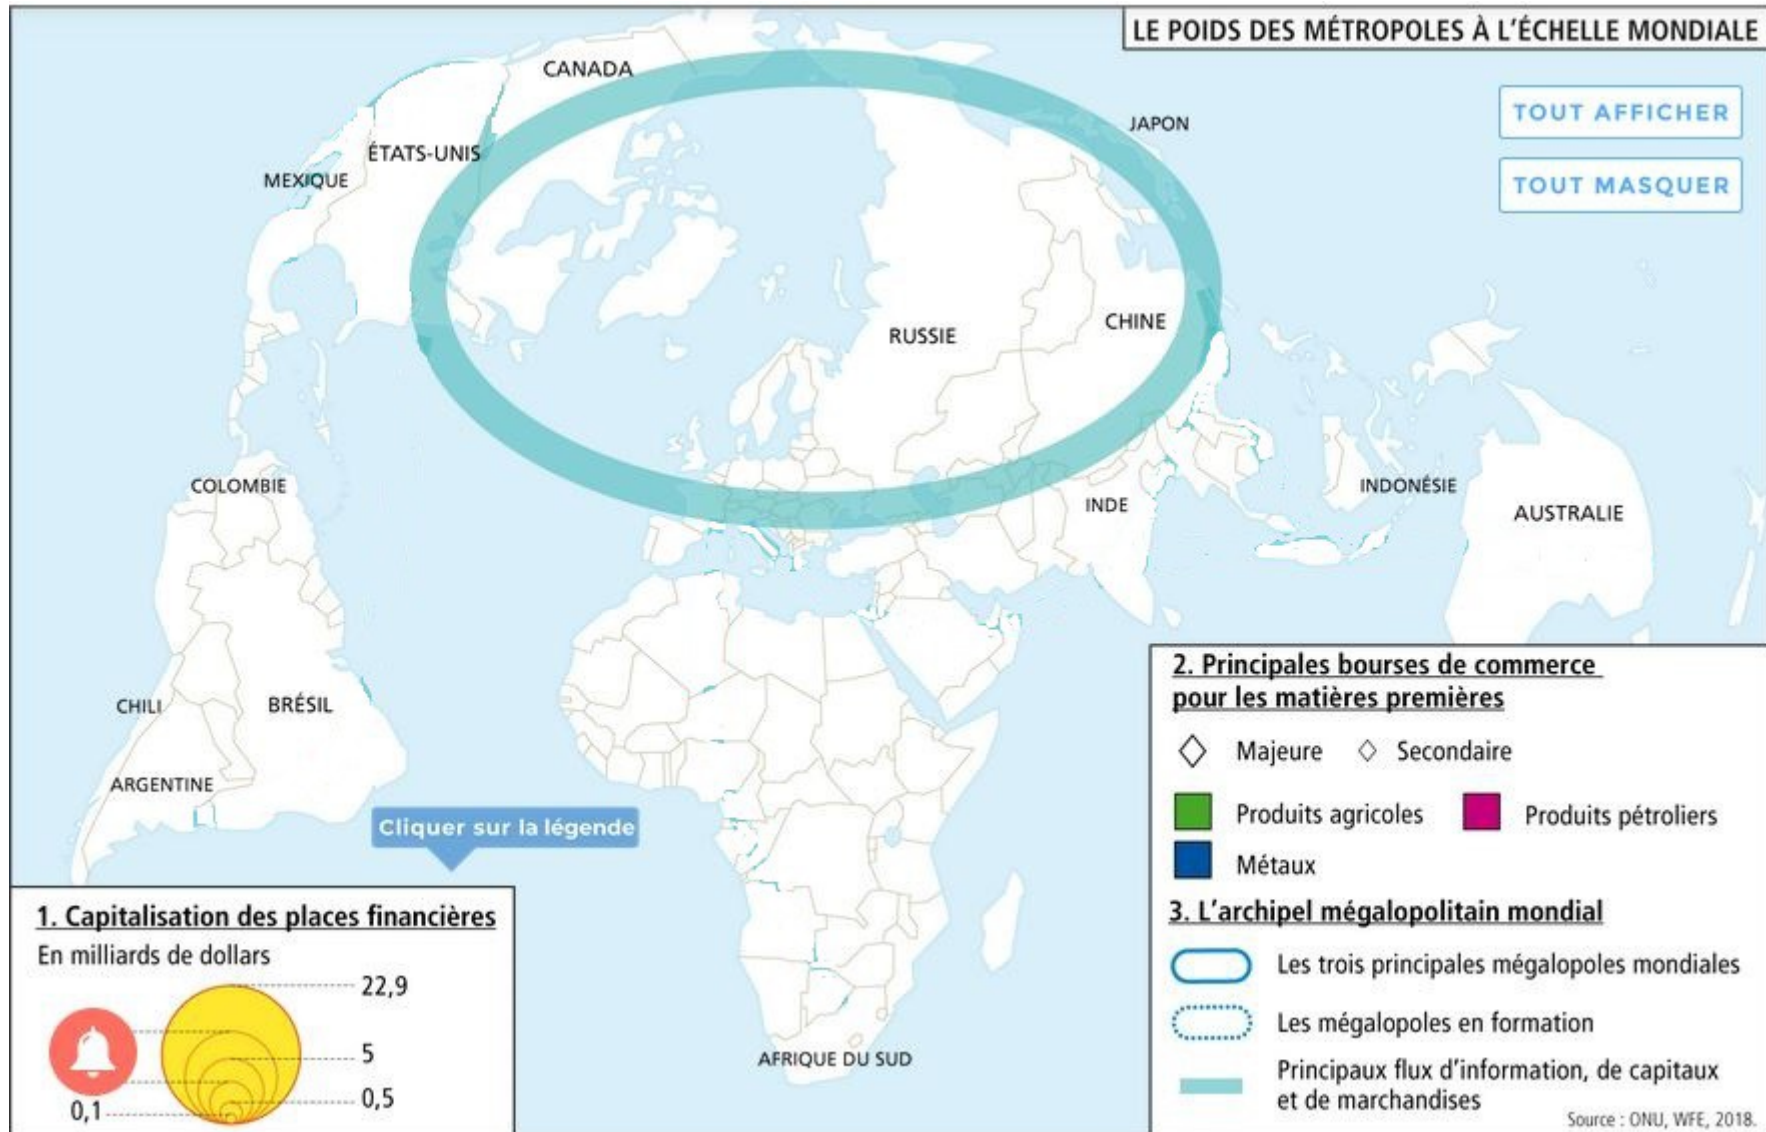 LE POIDS DES MÉTROPOLES À L'ÉCHELLE MONDIALE
TOUT AFFICHER
TOUT MASQUER
CANADA
JAPON
ÉTATS-UNIS
MEXIQUE
CHINE
RUSSIE
COLOMBIE
INDONÉSIE
INDE
AUSTRALIE
CHILI
BRÉSIL
ARGENTINE
AFRIQUE DU SUD
Cliquer sur la légende
1. Capitalisation des places financières
En milliards de dollars
22,9
5
0,5
0,1
2. Principales bourses de commerce
pour les matières premières
Majeure
Secondaire
Produits agricoles
Produits pétroliers
Métaux
3. L'archipel mégalopolitain mondial
Les trois principales mégalopoles mondiales
Les mégalopoles en formation
Principaux flux d'information, de capitaux
et de marchandises
Source : ONU, WFE, 2018.